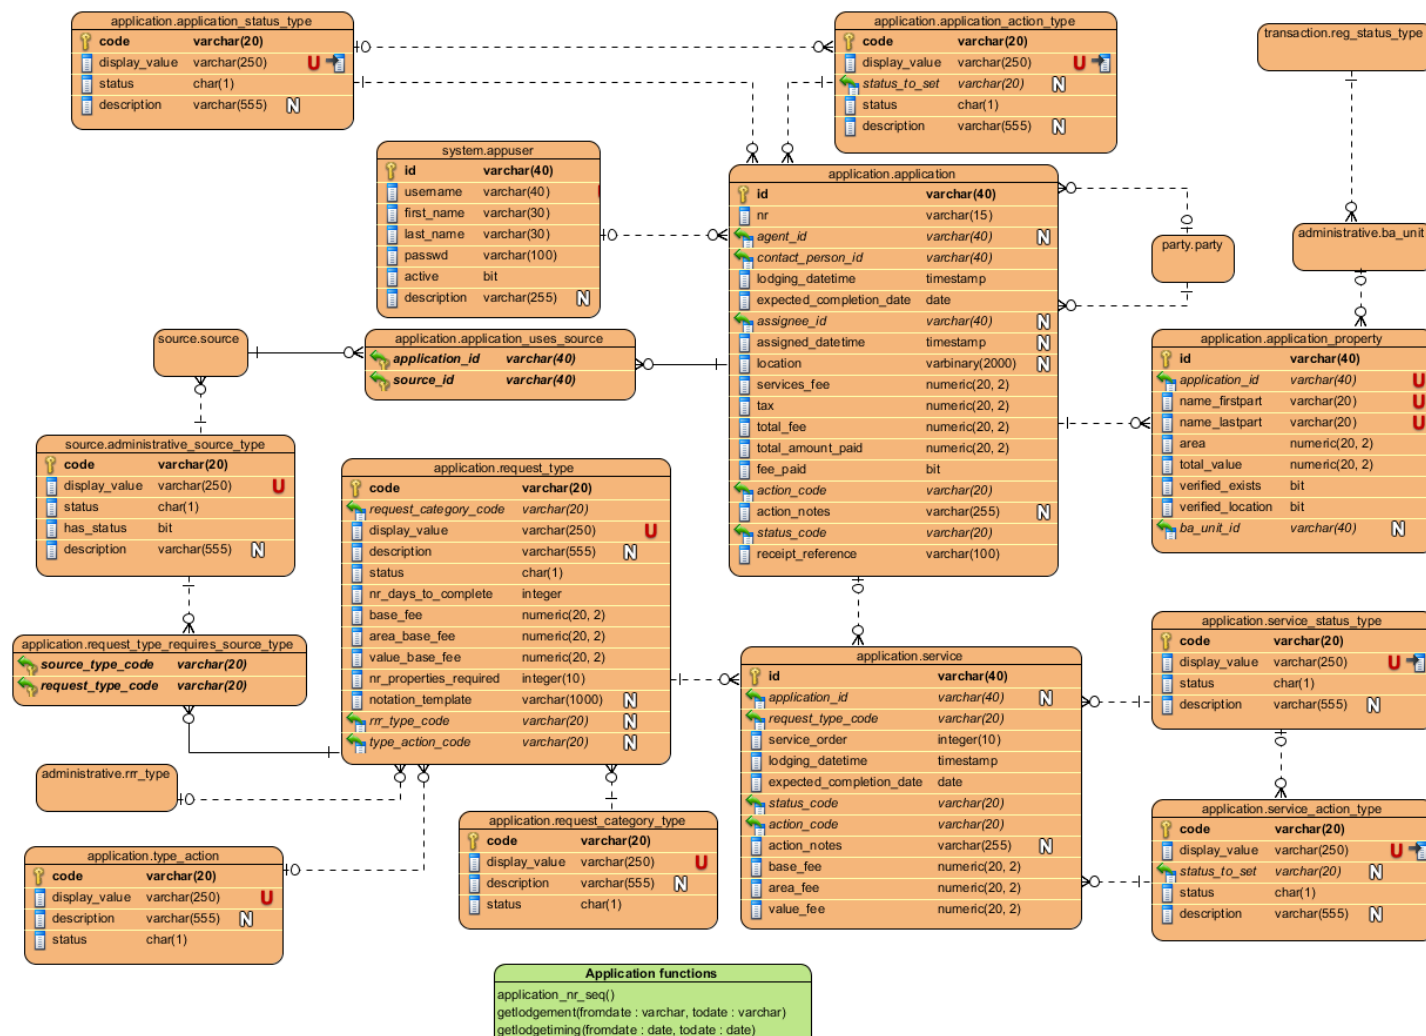 application.application_status_type
code varchar(20)
display_value varchar(250) U
status char(1)
description varchar(555) N
application.application_action_type
code varchar(20)
display_value varchar(250) U
status_to_set varchar(20) N
status char(1)
description varchar(555) N
transaction.reg_status_type
system.appuser
id varchar(40)
username varchar(40)
first_name varchar(30)
last_name varchar(30)
passwd varchar(100)
active bit
description varchar(255) N
application.application
id varchar(40)
nr varchar(15)
agent_id varchar(40) N
contact_person_id varchar(40)
lodging_datetime timestamp
expected_completion_date date
assignee_id varchar(40) N
assigned_datetime timestamp N
location varbinary(2000) N
services_fee numeric(20, 2)
tax numeric(20, 2)
total_fee numeric(20, 2)
total_amount_paid numeric(20, 2)
fee_paid bit
action_code varchar(20)
action_notes varchar(255) N
status_code varchar(20)
receipt_reference varchar(100)
party.party
administrative.ba_unit
source.source
application.application_uses_source
application_id varchar(40)
source_id varchar(40)
application.application_property
id varchar(40)
application_id varchar(40) U
name_firstpart varchar(20) U
name_lastpart varchar(20) U
area numeric(20, 2)
total_value numeric(20, 2)
verified_exists bit
verified_location bit
ba_unit_id varchar(40) N
source.administrative_source_type
code varchar(20)
display_value varchar(250) U
status char(1)
has_status bit
description varchar(555) N
application.request_type
code varchar(20)
request_category_code varchar(20)
display_value varchar(250) U
description varchar(555) N
status char(1)
nr_days_to_complete integer
base_fee numeric(20, 2)
area_base_fee numeric(20, 2)
value_base_fee numeric(20, 2)
nr_properties_required integer(10)
notation_template varchar(1000) N
rrr_type_code varchar(20) N
type_action_code varchar(20) N
application.request_type_requires_source_type
source_type_code varchar(20)
request_type_code varchar(20)
application.service
id varchar(40)
application_id varchar(40) N
request_type_code varchar(20)
service_order integer(10)
lodging_datetime timestamp
expected_completion_date date
status_code varchar(20)
action_code varchar(20)
action_notes varchar(255) N
base_fee numeric(20, 2)
area_fee numeric(20, 2)
value_fee numeric(20, 2)
application.service_status_type
code varchar(20)
display_value varchar(250) U
status char(1)
description varchar(555) N
administrative.rrr_type
application.type_action
code varchar(20)
display_value varchar(250) U
description varchar(555) N
status char(1)
application.request_category_type
code varchar(20)
display_value varchar(250) U
description varchar(555) N
status char(1)
application.service_action_type
code varchar(20)
display_value varchar(250) U
status_to_set varchar(20) N
status char(1)
description varchar(555) N
Application functions
application_nr_seq()
getlodgement(fromdate : varchar, todate : varchar)
getlodgetiming(fromdate : date, todate : date)